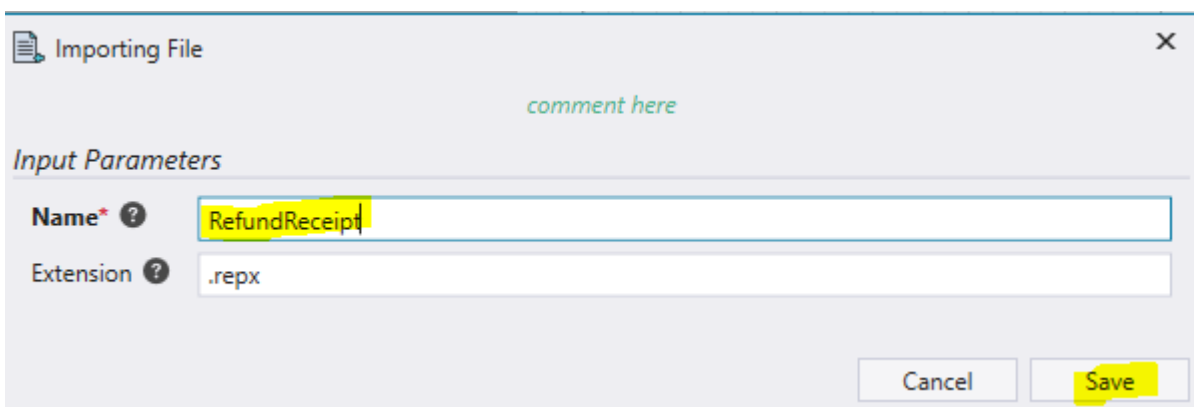 Importing File
comment here
Input Parameters
Name* RefundReceipt
Extension .repx
Cancel Save